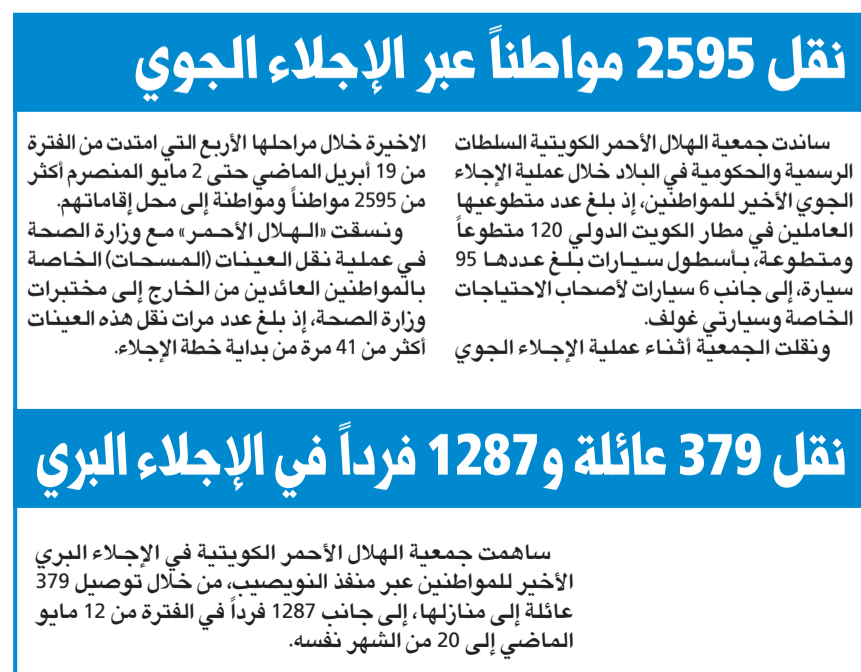 نقل 2595 مواطناً عبر الإجلاء الجوي
ساندت جمعية الهلال الأحمر الكويتية السلطات
الرسمية والحكومية في البلاد خلال عملية الإجلاء
الجوي الأخير للمواطنين، إذ بلغ عدد متطوعيها
العاملين في مطار الكويت الدولي 120 متطوعاً
ومتطوعة، بأسطول سيارات بلغ عددها 95
سيارة، إلى جانب 6 سيارات لأصحاب الاحتياجات
الخاصة وسيارتي غولف.
ونقلت الجمعية أثناء عملية الإجلاء الجوي
الاخيرة خلال مراحلها الأربع التي امتدت من الفترة
من 19 أبريل الماضي حتى 2 مايو المنصرم أكثر
من 2595 مواطناً ومواطنة إلى محل إقاماتهم.
ونسقت «الهلال الأحمر» مع وزارة الصحة
في عملية نقل العينات (المسحات) الخاصة
بالمواطنين العائدين من الخارج إلى مختبرات
وزارة الصحة، إذ بلغ عدد مرات نقل هذه العينات
أكثر من 41 مرة من بداية خطة الإجلاء.
نقل 379 عائلة و1287 فرداً في الإجلاء البري
ساهمت جمعية الهلال الأحمر الكويتية في الإجلاء البري
الأخير للمواطنين عبر منفذ النويصيب، من خلال توصيل 379
عائلة إلى منازلها، إلى جانب 1287 فرداً في الفترة من 12 مايو
الماضي إلى 20 من الشهر نفسه.